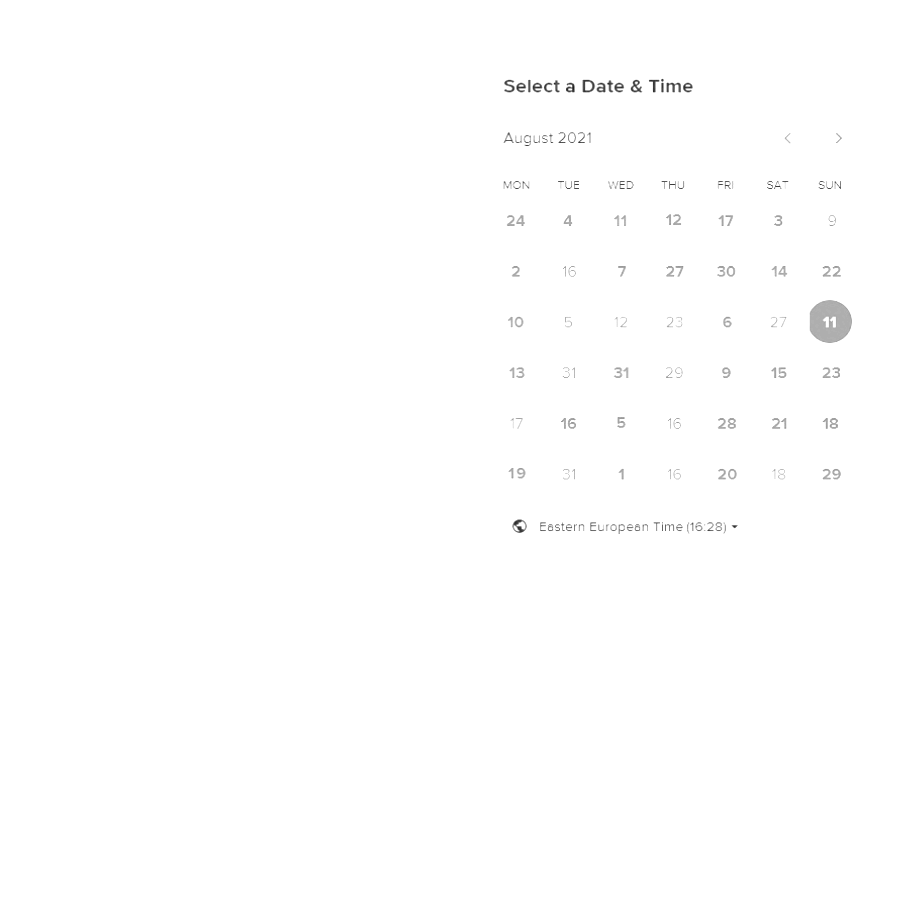 Select a Date & Time
August 2021
MON TUE WED THU FRI SAT SUN
24 4 11 12 17 3 9
2 16 7 27 30 14 22
10 5 12 23 6 27 11
13 31 31 29 9 15 23
17 16 5 16 28 21 18
19 31 1 16 20 18 29
Eastern European Time (16:28)